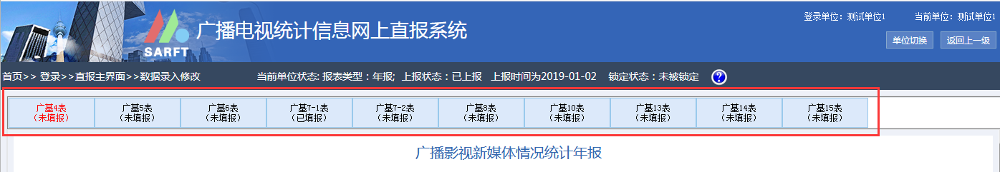 登录单位：测试单位1 当前单位：测试单位1
广播电视统计信息网上直报系统
SARFT
单位切换 返回上一级
首页>> 登录>>直报主界面>>数据录入修改 当前单位状态: 报表类型：年报; 上报状态：已上报 上报时间为2019-01-02 锁定状态：未被锁定 ?
广基4表 广基5表 广基6表 广基7-1表 广基7-2表 广基8表 广基10表 广基13表 广基14表 广基15表
（未填报） （未填报） （未填报） （已填报） （未填报） （未填报） （未填报） （未填报） （未填报） （未填报）
广播影视新媒体情况统计年报